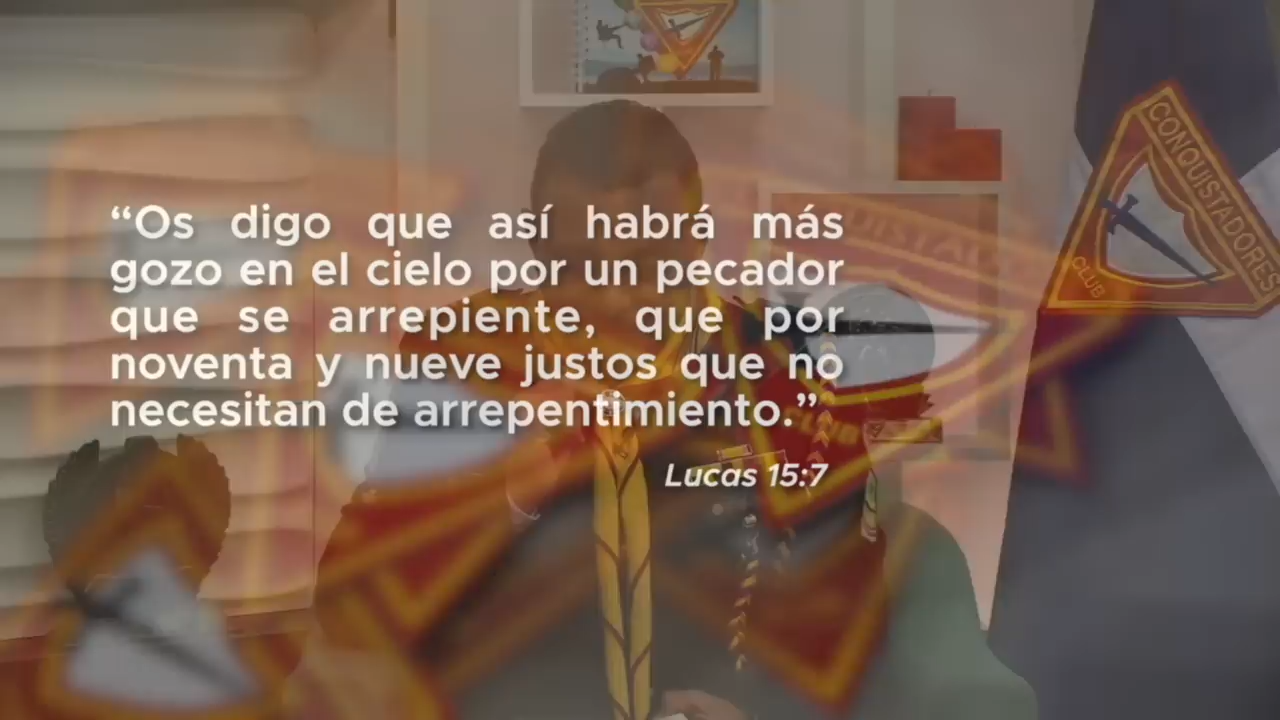 “Os digo que así habrá más
gozo en el cielo por un pecador
que se arrepiente, que por
noventa y nueve justos que no
necesitan de arrepentimiento.”
Lucas 15:7
CONQUISTADORES
CLUB
CLUB